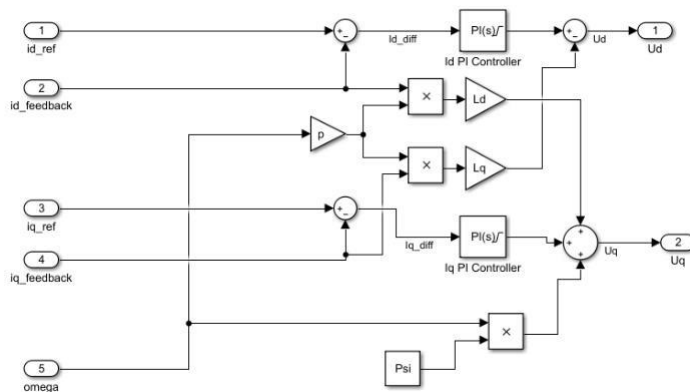 1
id_ref
+
−
Id_diff
PI(s)
Id PI Controller
+
−
Ud
1
Ud
2
id_feedback
×
Ld
p
×
Lq
3
iq_ref
+
−
Iq_diff
PI(s)
Iq PI Controller
+
+
+
Uq
2
Uq
4
iq_feedback
×
Psi
5
omega